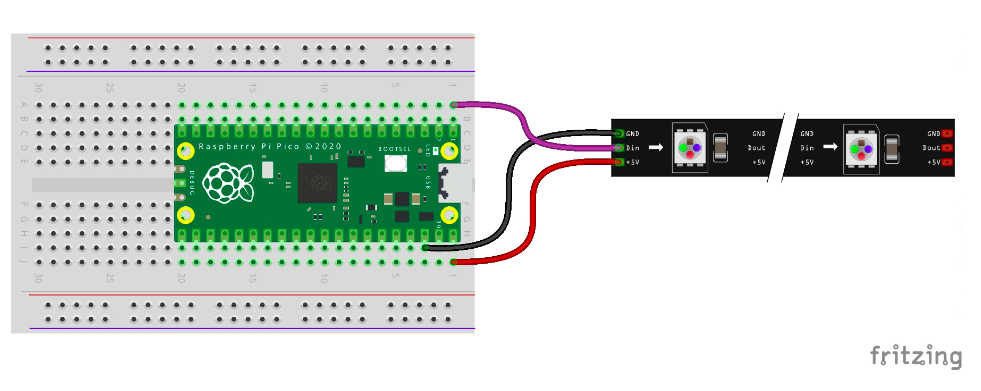 30 25 20 15 10 5 1
A
B
C
D
E
Raspberry Pi Pico ©2020
BOOTSEL
LED
USB
DEBUG
F
G
H
I
J
30 25 20 15 10 5 1
GND GND GND GND
Din Dout Din Dout
+5V +5V +5V +5V
fritzing